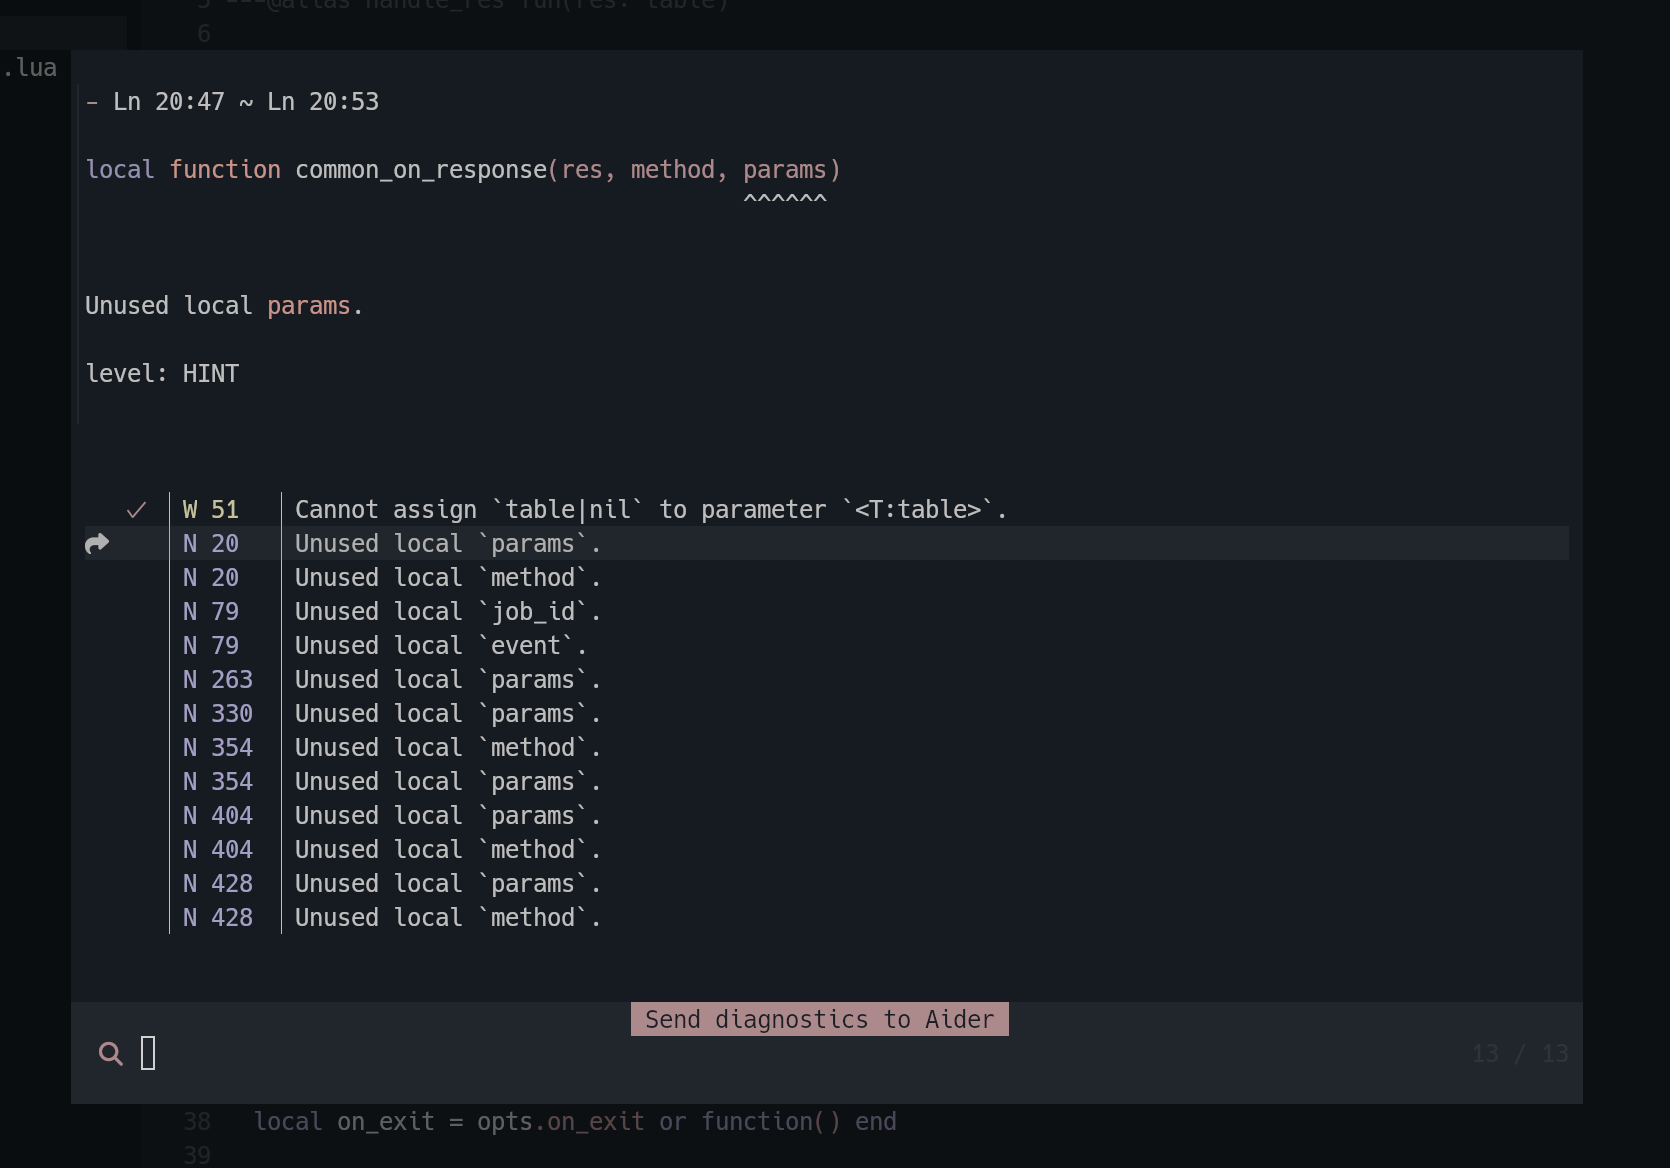 5 ---@alias handle_res fun(res: table)
6
.lua
- Ln 20:47 ~ Ln 20:53
local function common_on_response(res, method, params)
^^^^^^
Unused local params.
level: HINT
✓ W 51 Cannot assign `table|nil` to parameter `<T:table>`.
N 20 Unused local `params`.
N 20 Unused local `method`.
N 79 Unused local `job_id`.
N 79 Unused local `event`.
N 263 Unused local `params`.
N 330 Unused local `params`.
N 354 Unused local `method`.
N 354 Unused local `params`.
N 404 Unused local `params`.
N 404 Unused local `method`.
N 428 Unused local `params`.
N 428 Unused local `method`.
Send diagnostics to Aider
13 / 13
38 local on_exit = opts.on_exit or function() end
39